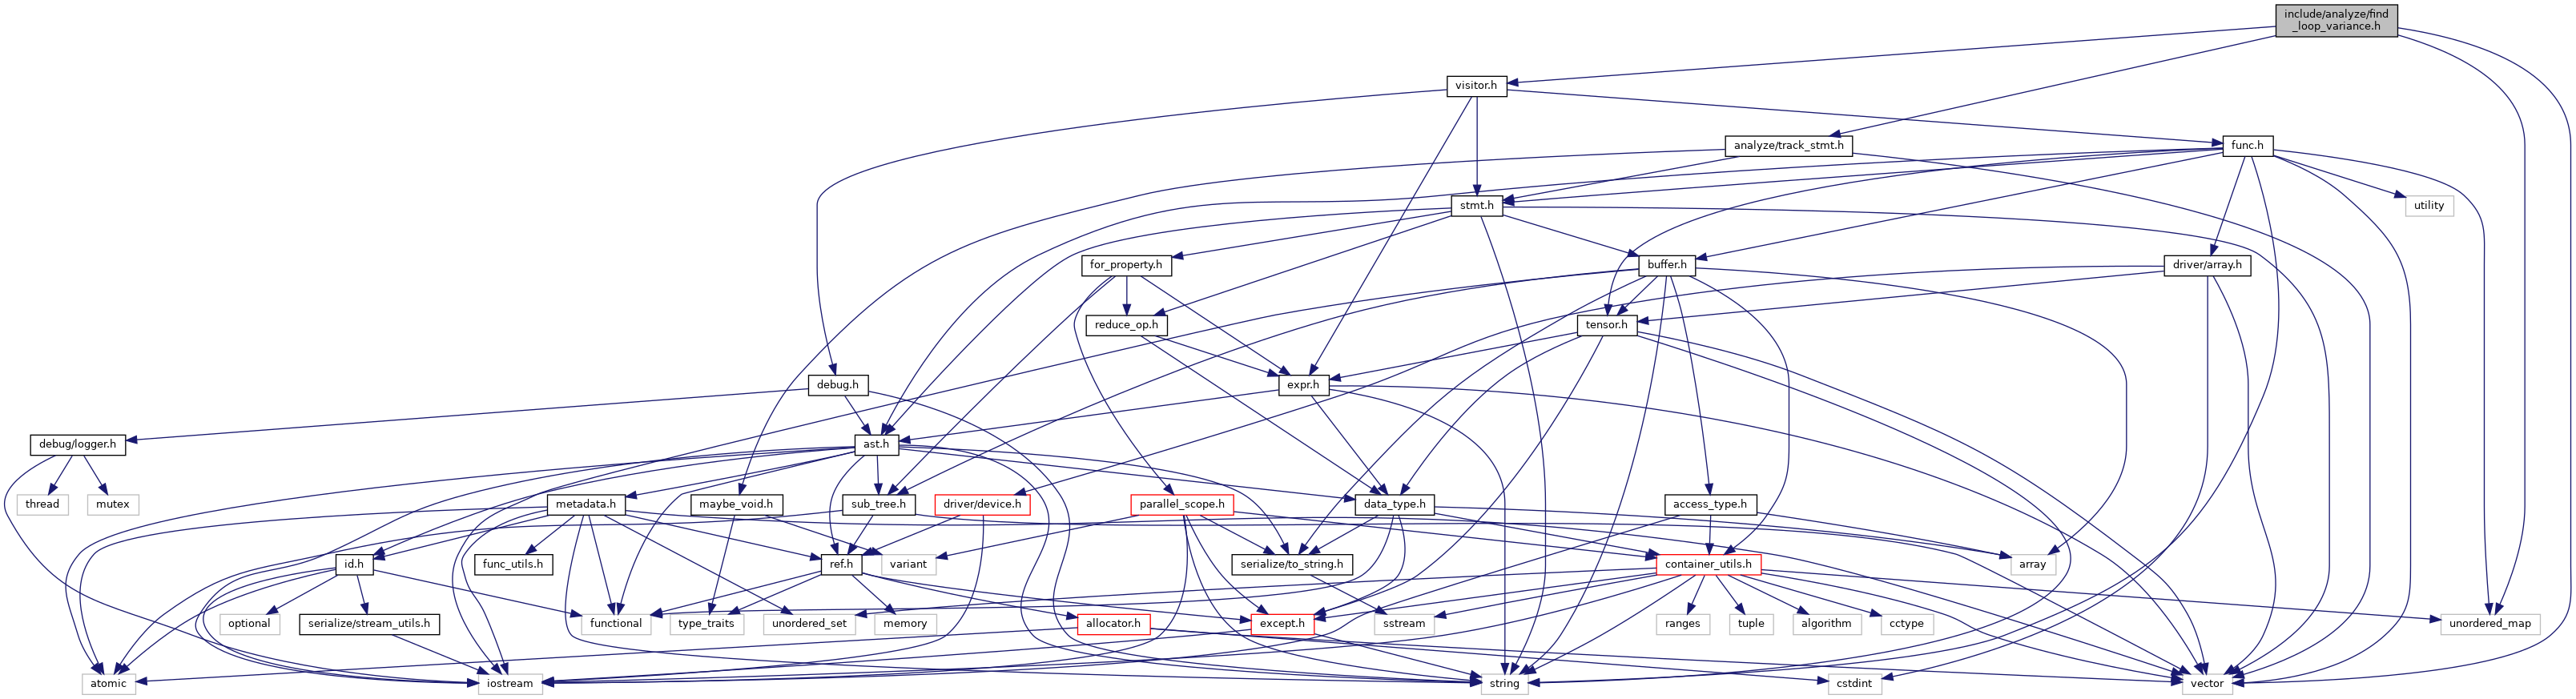 include/analyze/find
_loop_variance.h
visitor.h
analyze/track_stmt.h
func.h
stmt.h
utility
for_property.h
buffer.h
driver/array.h
reduce_op.h
tensor.h
debug.h
expr.h
debug/logger.h
ast.h
thread
mutex
metadata.h
maybe_void.h
sub_tree.h
driver/device.h
parallel_scope.h
data_type.h
access_type.h
id.h
func_utils.h
ref.h
variant
serialize/to_string.h
container_utils.h
array
optional
serialize/stream_utils.h
functional
type_traits
unordered_set
memory
allocator.h
except.h
sstream
ranges
tuple
algorithm
cctype
unordered_map
atomic
iostream
string
cstdint
vector